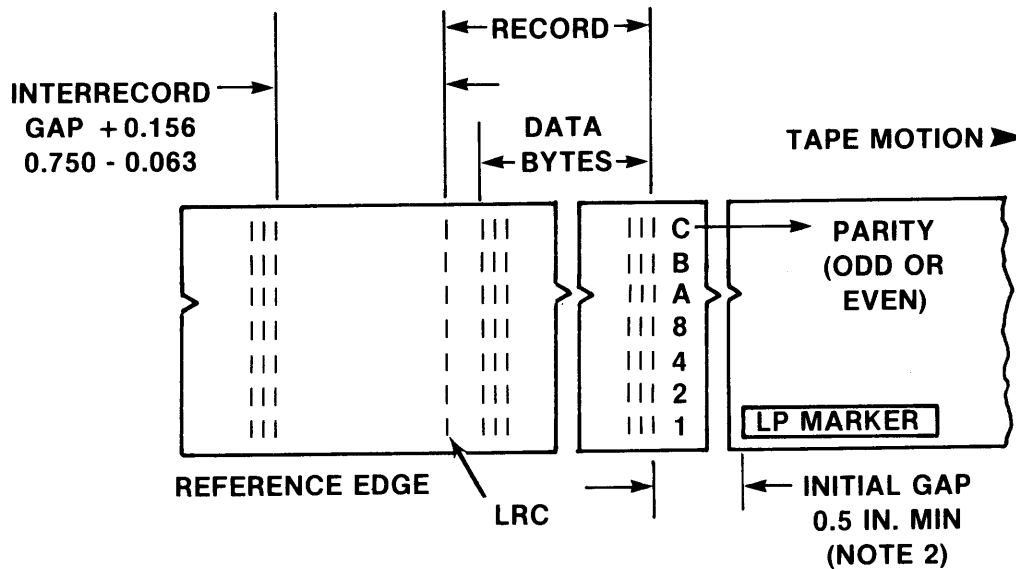 RECORD
INTERRECORD
GAP +0.156
0.750 - 0.063
DATA
BYTES
TAPE MOTION
C
B
A
8
4
2
1
PARITY
(ODD OR
EVEN)
LP MARKER
REFERENCE EDGE
LRC
INITIAL GAP
0.5 IN. MIN
(NOTE 2)